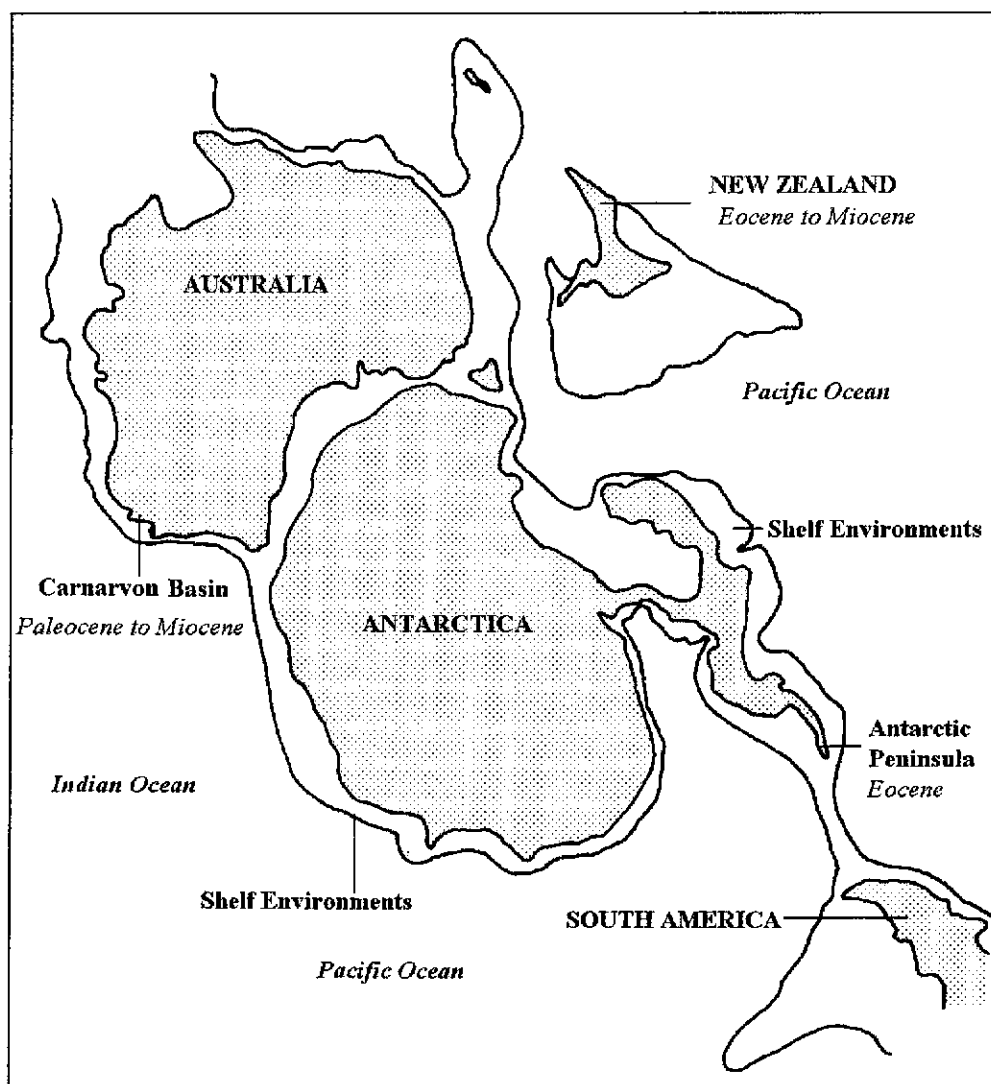 NEW ZEALAND
Eocene to Miocene
AUSTRALIA
Pacific Ocean
Shelf Environments
Carnarvon Basin
Paleocene to Miocene
ANTARCTICA
Antarctic
Peninsula
Eocene
Indian Ocean
Shelf Environments
SOUTH AMERICA
Pacific Ocean